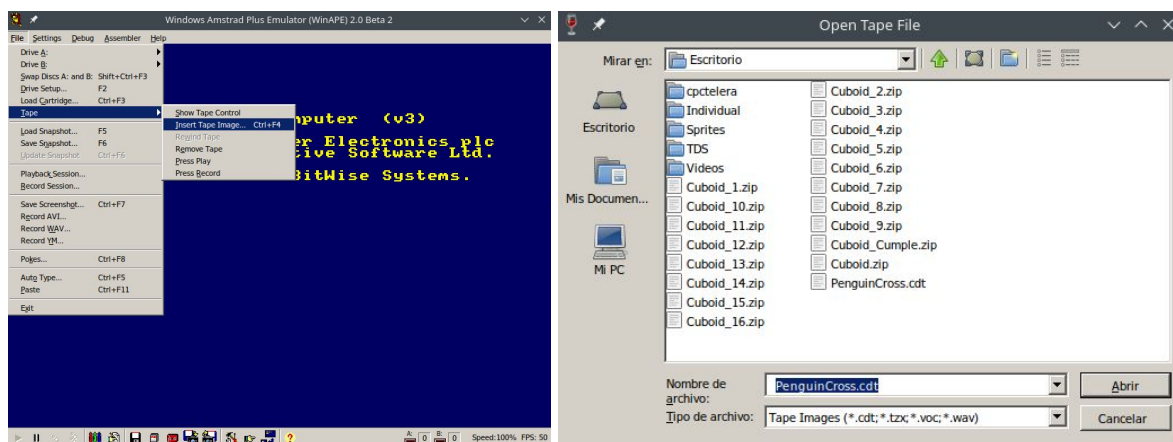 Windows Amstrad Plus Emulator (WinAPE) 2.0 Beta 2
File Settings Debug Assembler Help
Drive A:
Drive B:
Swap Discs A: and B: Shift+Ctrl+F3
Drive Setup... F2
Load Cartridge... Ctrl+F3
Tape
Load Snapshot... F5
Save Snapshot... F6
Update Snapshot Ctrl+F6
Playback Session...
Record Session...
Save Screenshot... Ctrl+F7
Record AVI...
Record WAV...
Record YM...
Pokes... Ctrl+F8
Auto Type... Ctrl+F5
Paste Ctrl+F11
Exit
Show Tape Control
Insert Tape Image... Ctrl+F4
Rewind Tape
Remove Tape
Press Play
Press Record
mputer (v3)
er Electronics plc
tive Software Ltd.
BitWise Systems.
A: 0 B: 0 Speed:100% FPS: 50
Open Tape File
Mirar en: Escritorio
Escritorio
Mis Documen...
Mi PC
cpctelera
Individual
Sprites
TDS
Videos
Cuboid_1.zip
Cuboid_10.zip
Cuboid_11.zip
Cuboid_12.zip
Cuboid_13.zip
Cuboid_14.zip
Cuboid_15.zip
Cuboid_16.zip
Cuboid_2.zip
Cuboid_3.zip
Cuboid_4.zip
Cuboid_5.zip
Cuboid_6.zip
Cuboid_7.zip
Cuboid_8.zip
Cuboid_9.zip
Cuboid_Cumple.zip
Cuboid.zip
PenguinCross.cdt
Nombre de archivo: PenguinCross.cdt Abrir
Tipo de archivo: Tape Images (*.cdt;*.tzx;*.voc;*.wav) Cancelar